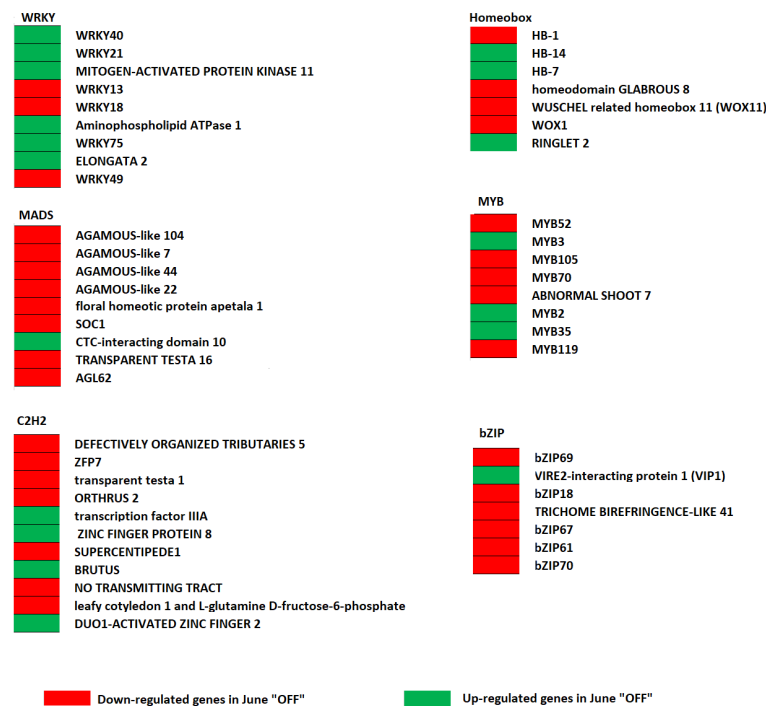 WRKY
WRKY40
WRKY21
MITOGEN-ACTIVATED PROTEIN KINASE 11
WRKY13
WRKY18
Aminophospholipid ATPase 1
WRKY75
ELONGATA 2
WRKY49
MADS
AGAMOUS-like 104
AGAMOUS-like 7
AGAMOUS-like 44
AGAMOUS-like 22
floral homeotic protein apetala 1
SOC1
CTC-interacting domain 10
TRANSPARENT TESTA 16
AGL62
C2H2
DEFECTIVELY ORGANIZED TRIBUTARIES 5
ZFP7
transparent testa 1
ORTHRUS 2
transcription factor IIIA
ZINC FINGER PROTEIN 8
SUPERCENTIPEDE1
BRUTUS
NO TRANSMITTING TRACT
leafy cotyledon 1 and L-glutamine D-fructose-6-phosphate
DUO1-ACTIVATED ZINC FINGER 2
Homeobox
HB-1
HB-14
HB-7
homeodomain GLABROUS 8
WUSCHEL related homeobox 11 (WOX11)
WOX1
RINGLET 2
MYB
MYB52
MYB3
MYB105
MYB70
ABNORMAL SHOOT 7
MYB2
MYB35
MYB119
bZIP
bZIP69
VIRE2-interacting protein 1 (VIP1)
bZIP18
TRICHOME BIREFRINGENCE-LIKE 41
bZIP67
bZIP61
bZIP70
Down-regulated genes in June "OFF"
Up-regulated genes in June "OFF"